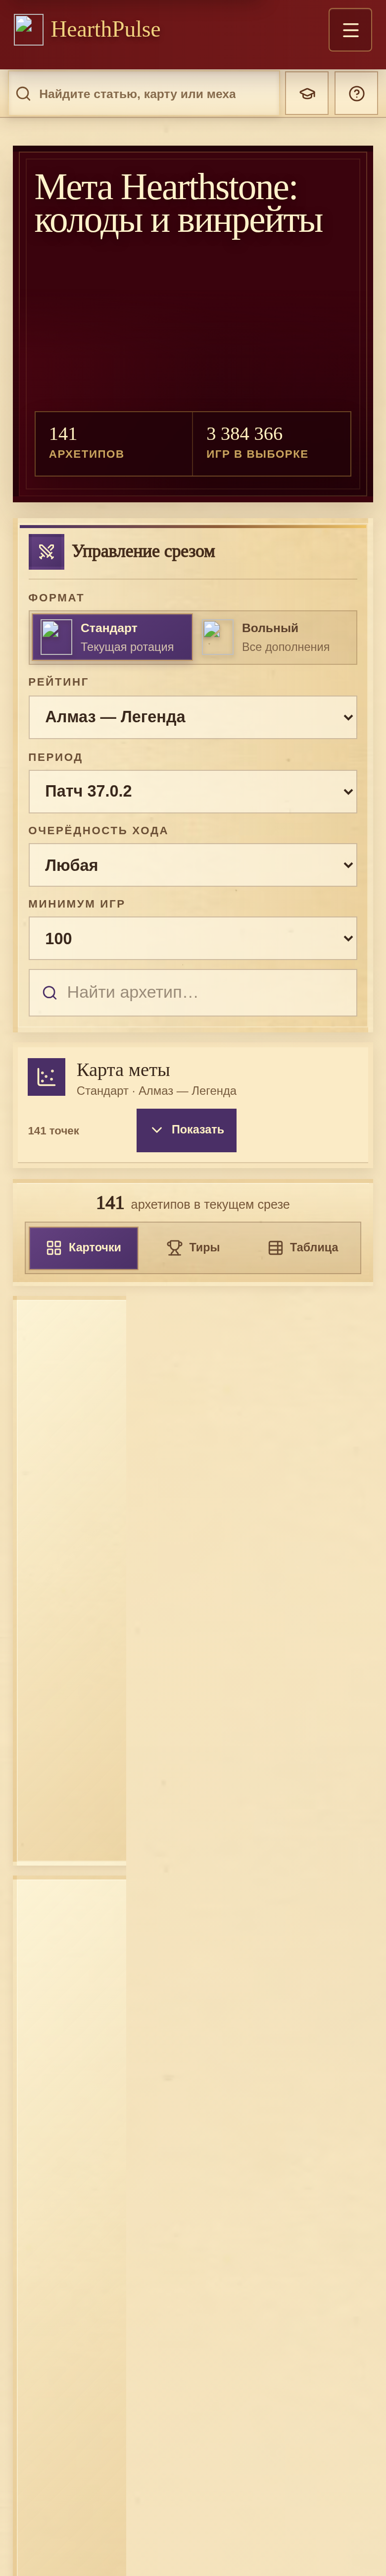 HearthPulse
Найдите статью, карту или меха
Мета Hearthstone:
колоды и винрейты
141
АРХЕТИПОВ
3 384 366
ИГР В ВЫБОРКЕ
Управление срезом
ФОРМАТ
Стандарт
Текущая ротация
Вольный
Все дополнения
РЕЙТИНГ
Алмаз — Легенда
ПЕРИОД
Патч 37.0.2
ОЧЕРЁДНОСТЬ ХОДА
Любая
МИНИМУМ ИГР
100
Найти архетип…
Карта меты
Стандарт · Алмаз — Легенда
141 точек
Показать
141 архетипов в текущем срезе
Карточки
Тиры
Таблица